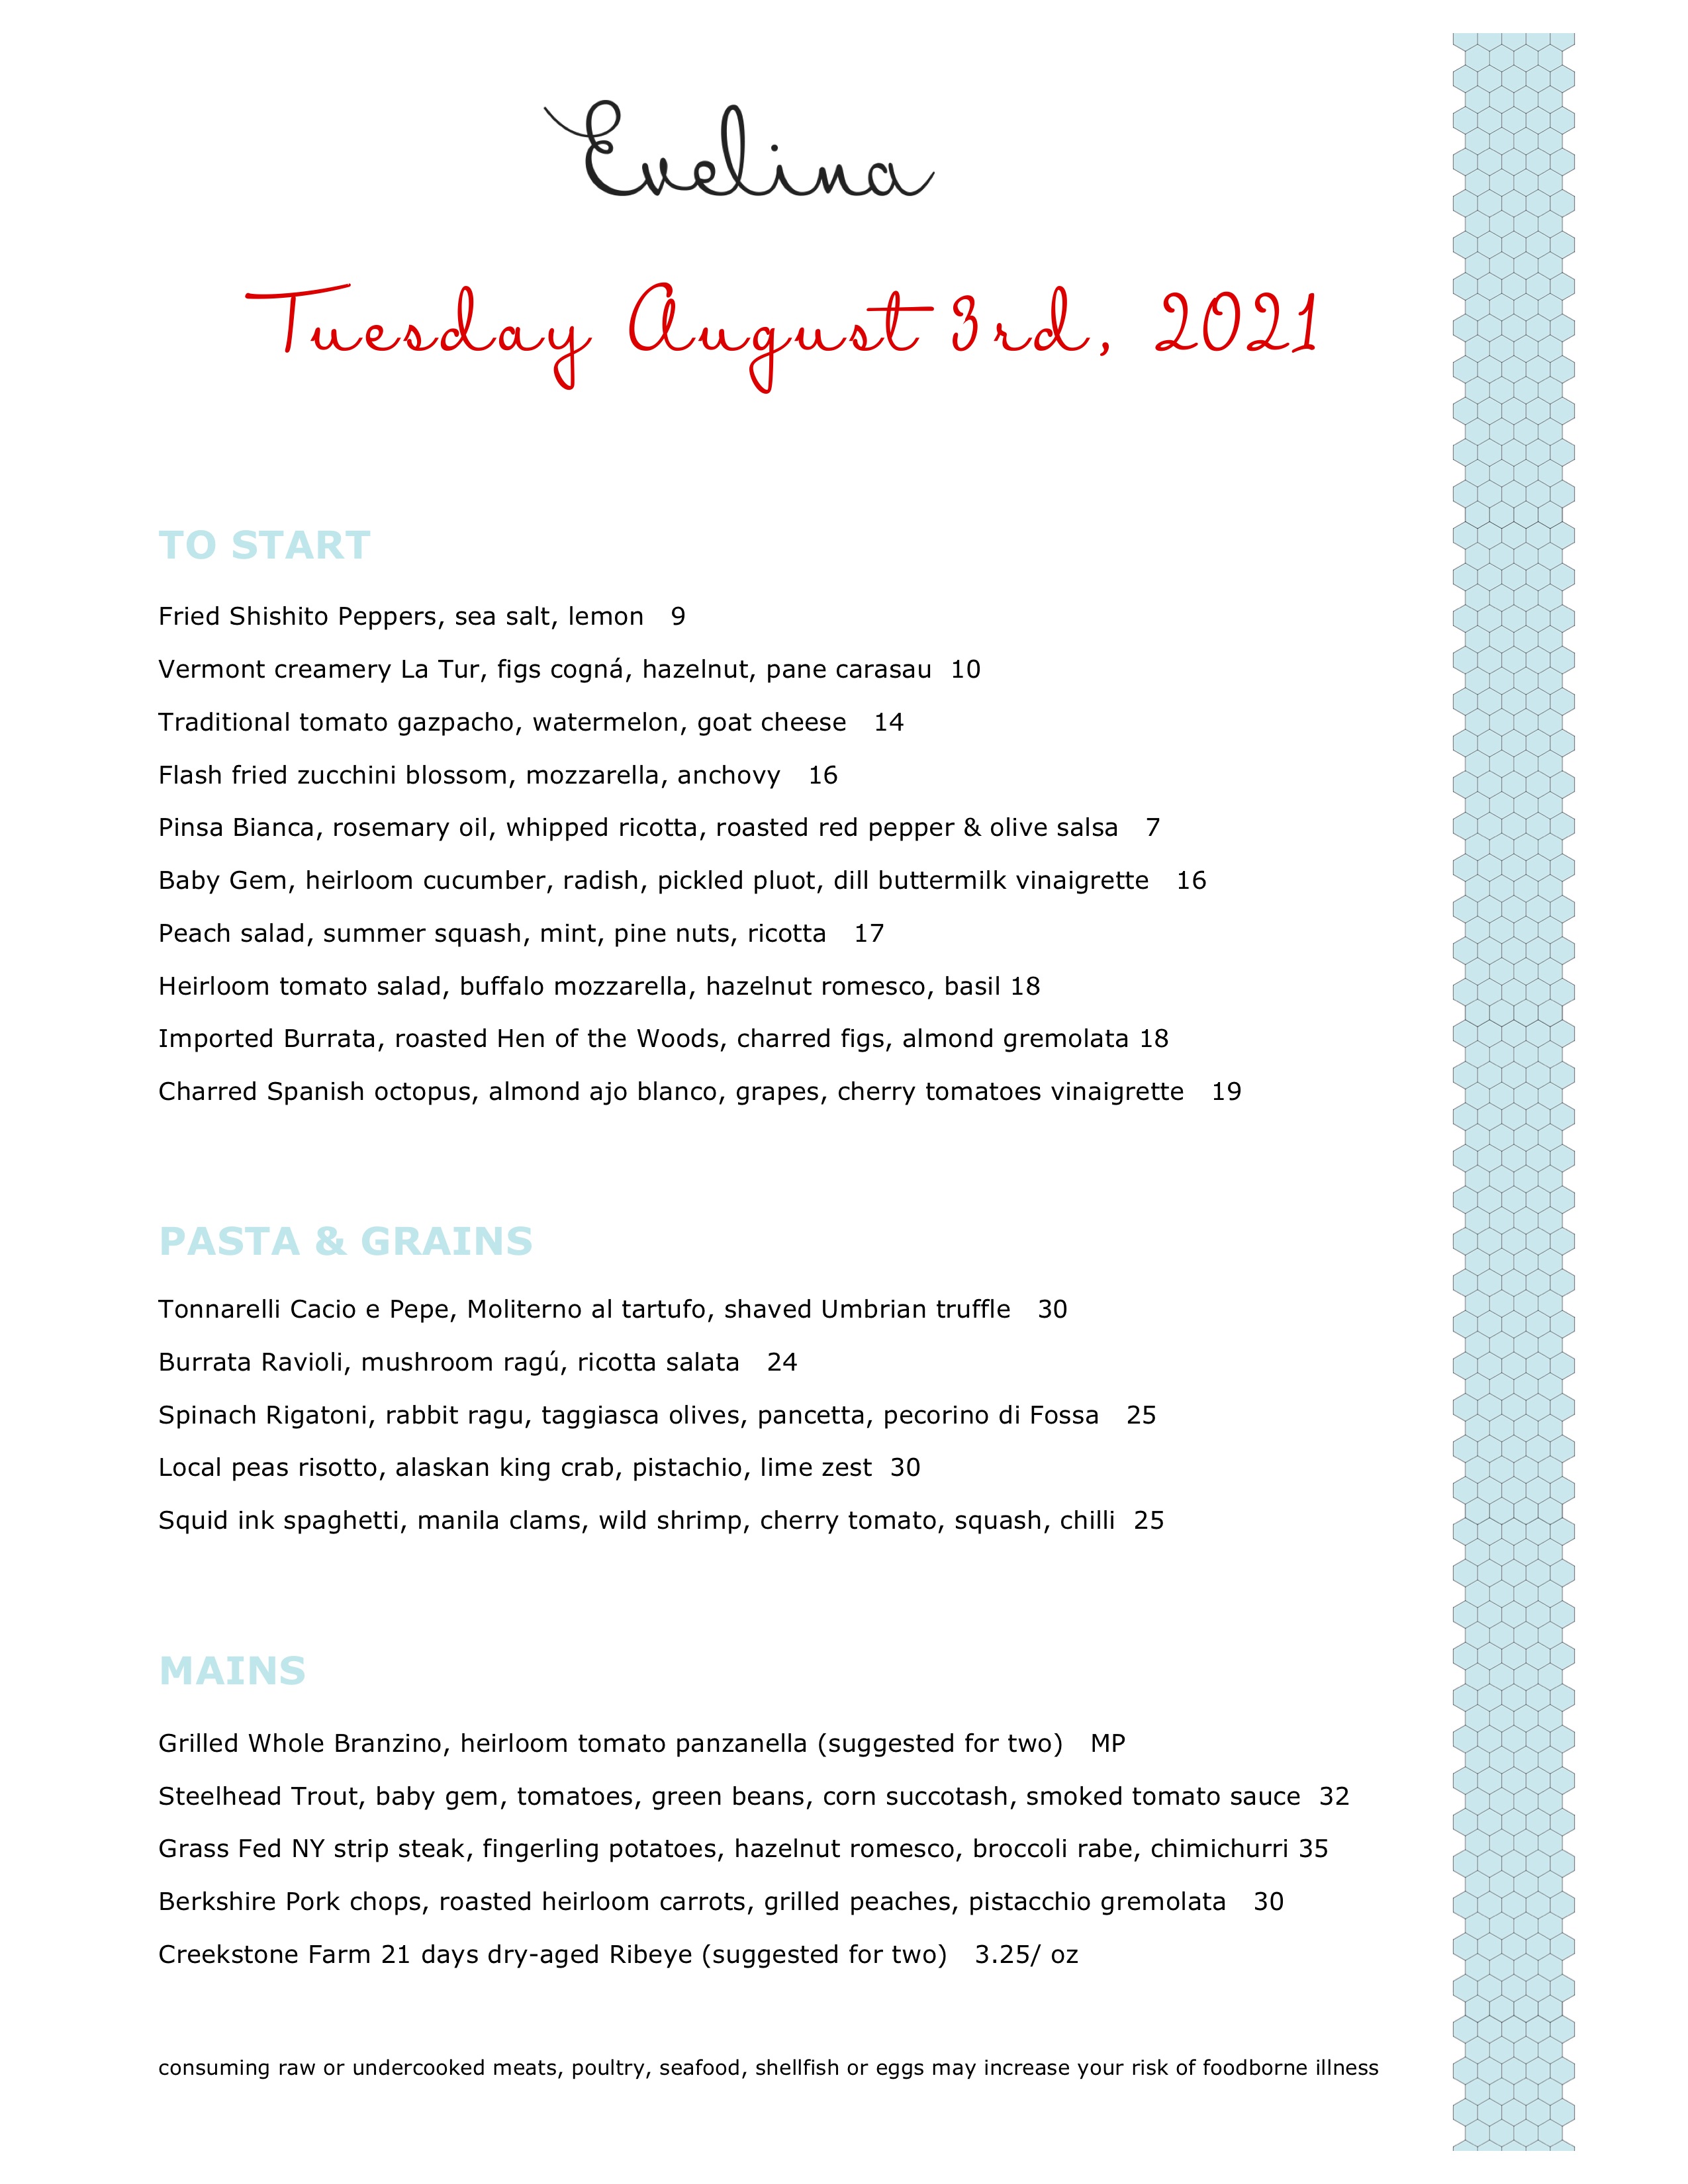 Evelina
Tuesday August 3rd, 2021
TO START
Fried Shishito Peppers, sea salt, lemon 9
Vermont creamery La Tur, figs cogná, hazelnut, pane carasau 10
Traditional tomato gazpacho, watermelon, goat cheese 14
Flash fried zucchini blossom, mozzarella, anchovy 16
Pinsa Bianca, rosemary oil, whipped ricotta, roasted red pepper & olive salsa 7
Baby Gem, heirloom cucumber, radish, pickled pluot, dill buttermilk vinaigrette 16
Peach salad, summer squash, mint, pine nuts, ricotta 17
Heirloom tomato salad, buffalo mozzarella, hazelnut romesco, basil 18
Imported Burrata, roasted Hen of the Woods, charred figs, almond gremolata 18
Charred Spanish octopus, almond ajo blanco, grapes, cherry tomatoes vinaigrette 19
PASTA & GRAINS
Tonnarelli Cacio e Pepe, Moliterno al tartufo, shaved Umbrian truffle 30
Burrata Ravioli, mushroom ragú, ricotta salata 24
Spinach Rigatoni, rabbit ragu, taggiasca olives, pancetta, pecorino di Fossa 25
Local peas risotto, alaskan king crab, pistachio, lime zest 30
Squid ink spaghetti, manila clams, wild shrimp, cherry tomato, squash, chilli 25
MAINS
Grilled Whole Branzino, heirloom tomato panzanella (suggested for two) MP
Steelhead Trout, baby gem, tomatoes, green beans, corn succotash, smoked tomato sauce 32
Grass Fed NY strip steak, fingerling potatoes, hazelnut romesco, broccoli rabe, chimichurri 35
Berkshire Pork chops, roasted heirloom carrots, grilled peaches, pistacchio gremolata 30
Creekstone Farm 21 days dry-aged Ribeye (suggested for two) 3.25/ oz
consuming raw or undercooked meats, poultry, seafood, shellfish or eggs may increase your risk of foodborne illness